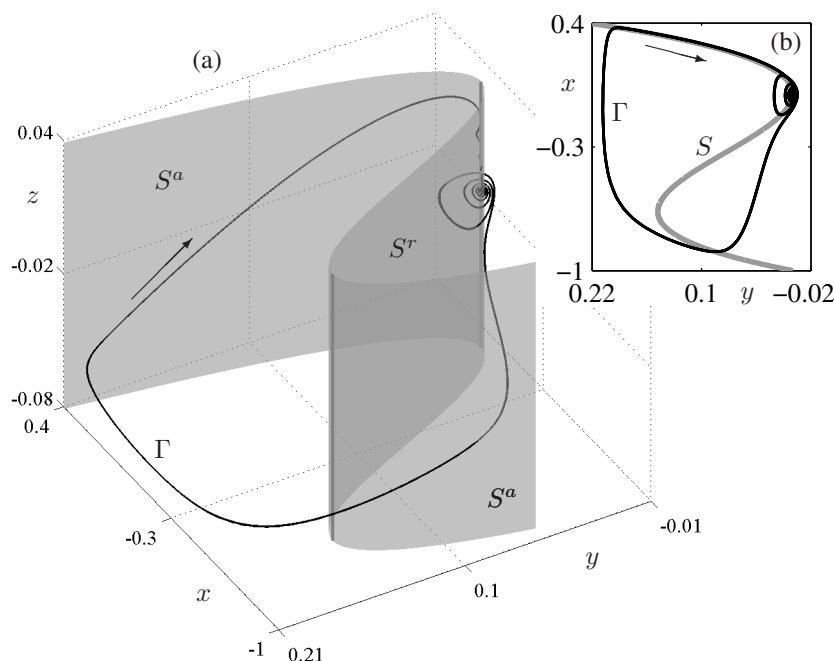 (a)
0.04
z
-0.02
-0.08
0.4
-0.3
x
-1
0.21
0.1
y
-0.01
S^a
S^r
S^a
Γ
(b)
0.4
x
−0.3
−1
0.22
0.1
y
-0.02
Γ
S